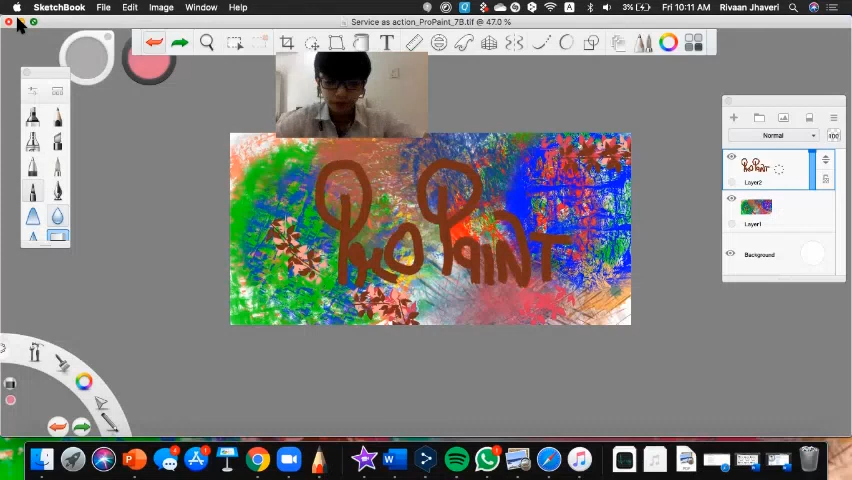 SketchBook File Edit Image Window Help 3% Fri 10:11 AM Rivaan Jhaveri
Service as action_ProPaint_7B.tif @ 47.0 %
Normal
ProPaint
Layer2
ProPaint
Layer1
Background